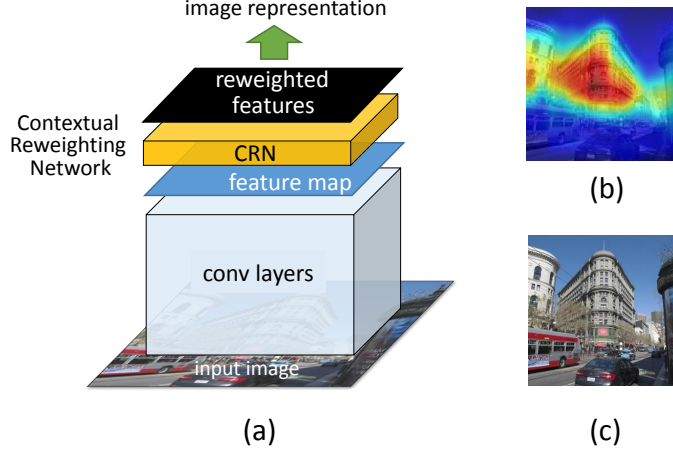 image representation
reweighted
features
Contextual
Reweighting
Network
CRN
feature map
conv layers
input image
(a)
(b)
(c)